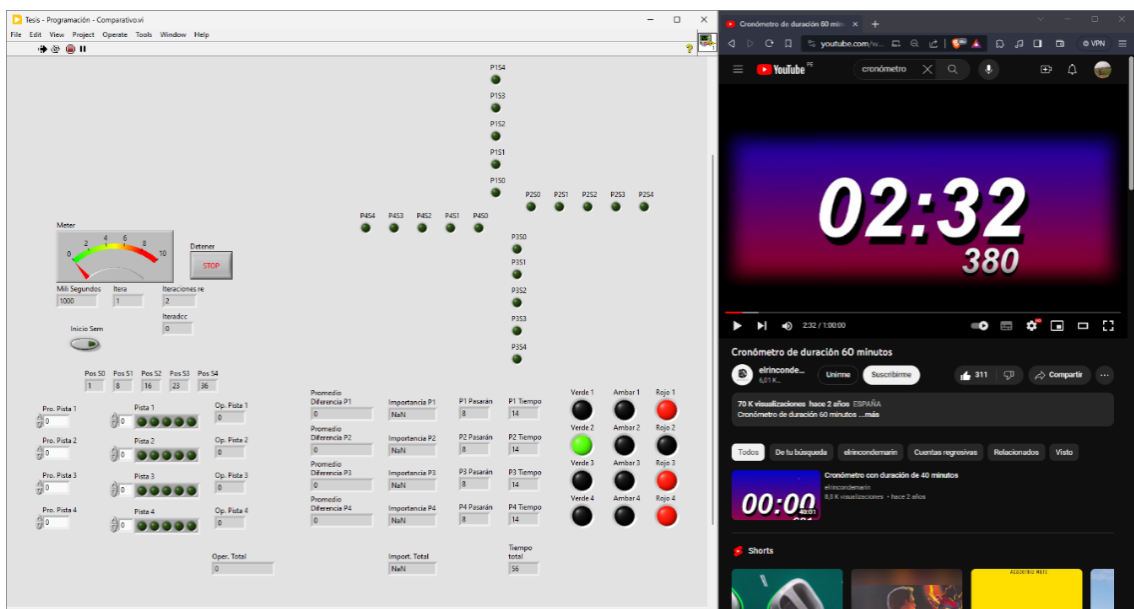 Tesis - Programación - Comparativo.vi
File Edit View Project Operate Tools Window Help
P1S4
P1S3
P1S2
P1S1
P1S0
P2S0 P2S1 P2S2 P2S3 P2S4
P4S4 P4S3 P4S2 P4S1 P4S0
P3S0
P3S1
P3S2
P3S3
P3S4
Meter
0 2 4 6 8 10
Detener
STOP
Mili Segundos Itera Iteraciones re
1000 1 2
Iteradcc
0
Inicio Sem
Pos S0 Pos S1 Pos S2 Pos S3 Pos S4
1 8 16 23 36
Pro. Pista 1 Pista 1 Op. Pista 1
0 0 0
Pro. Pista 2 Pista 2 Op. Pista 2
0 0 0
Pro. Pista 3 Pista 3 Op. Pista 3
0 0 0
Pro. Pista 4 Pista 4 Op. Pista 4
0 0 0
Oper. Total
0
Promedio
Diferencia P1 Importancia P1 P1 Pasarán P1 Tiempo
0 NaN 8 14
Promedio
Diferencia P2 Importancia P2 P2 Pasarán P2 Tiempo
0 NaN 8 14
Promedio
Diferencia P3 Importancia P3 P3 Pasarán P3 Tiempo
0 NaN 8 14
Promedio
Diferencia P4 Importancia P4 P4 Pasarán P4 Tiempo
0 NaN 8 14
Import. Total
NaN
Tiempo
total
56
Verde 1 Ambar 1 Rojo 1
Verde 2 Ambar 2 Rojo 2
Verde 3 Ambar 3 Rojo 3
Verde 4 Ambar 4 Rojo 4
Cronómetro de duración 60 min
youtube.com/w...
VPN
YouTube PE
cronómetro
02:32
380
2:32 / 1:00:00
Cronómetro de duración 60 minutos
elrinconde...
6,01 K...
Unirme
Suscribirme
311
Compartir
70 K visualizaciones hace 2 años ESPAÑA
Cronómetro de duración 60 minutos ...más
Todos De tu búsqueda elrincondemarin Cuentas regresivas Relacionados Visto
Cronómetro con duración de 40 minutos
elrincondemarin
visualizaciones • hace 2 años
00:00
40:01
Shorts